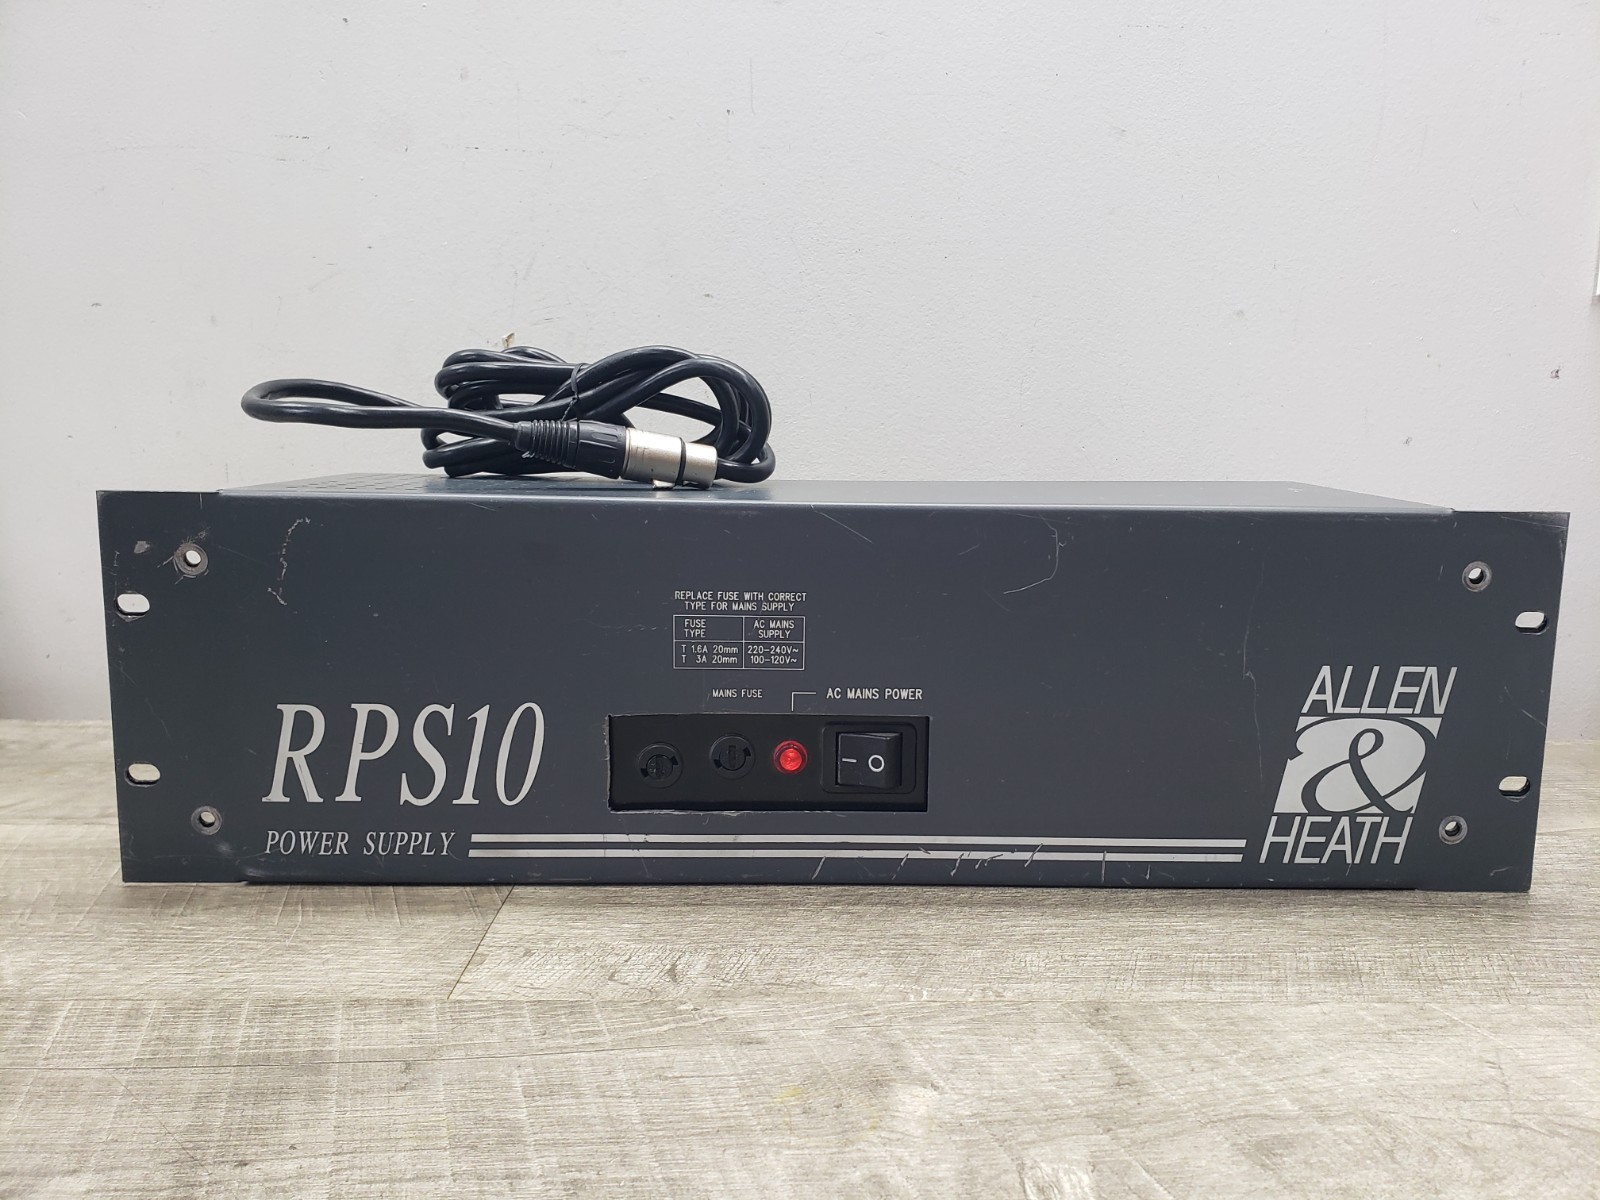 REPLACE FUSE WITH CORRECT
TYPE FOR MAINS SUPPLY
FUSE TYPE AC MAINS SUPPLY
T 1.6A 20mm 220-240V~
T 3A 20mm 100-120V~
MAINS FUSE AC MAINS POWER
— O
RPS10
POWER SUPPLY
ALLEN
&
HEATH